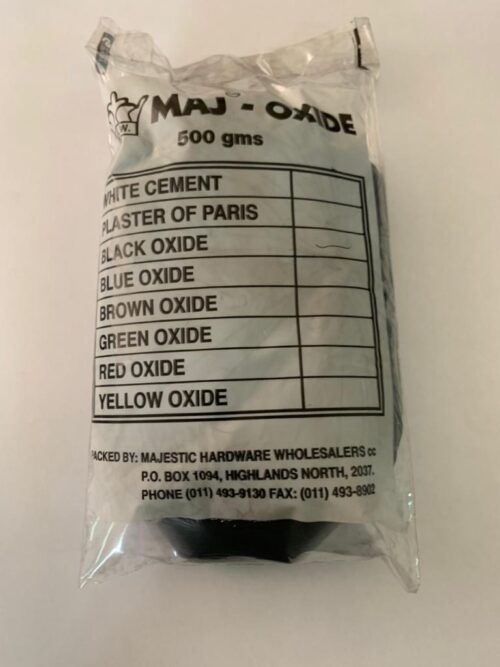 W.
MAJ® - OXIDE
500 gms
WHITE CEMENT
PLASTER OF PARIS
BLACK OXIDE
BLUE OXIDE
BROWN OXIDE
GREEN OXIDE
RED OXIDE
YELLOW OXIDE
PACKED BY: MAJESTIC HARDWARE WHOLESALERS cc
P.O. BOX 1094, HIGHLANDS NORTH, 2037.
PHONE (011) 493-9130 FAX: (011) 493-8902